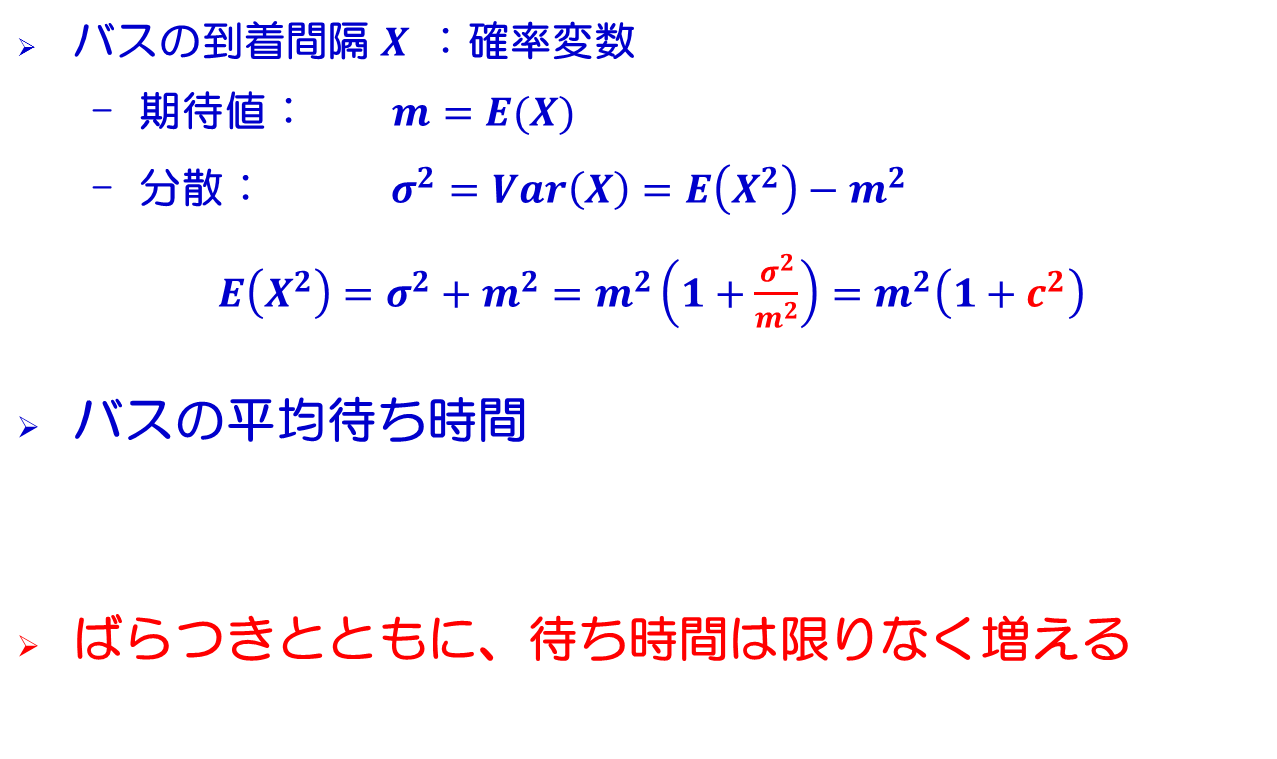 ➢ バスの到着間隔 X ：確率変数
– 期待値： m = E(X)
– 分散： σ² = Var(X) = E(X²) − m²
E(X²) = σ² + m² = m² (1 + σ²/m²) = m²(1 + c²)
➢ バスの平均待ち時間
➢ ばらつきとともに、待ち時間は限りなく増える